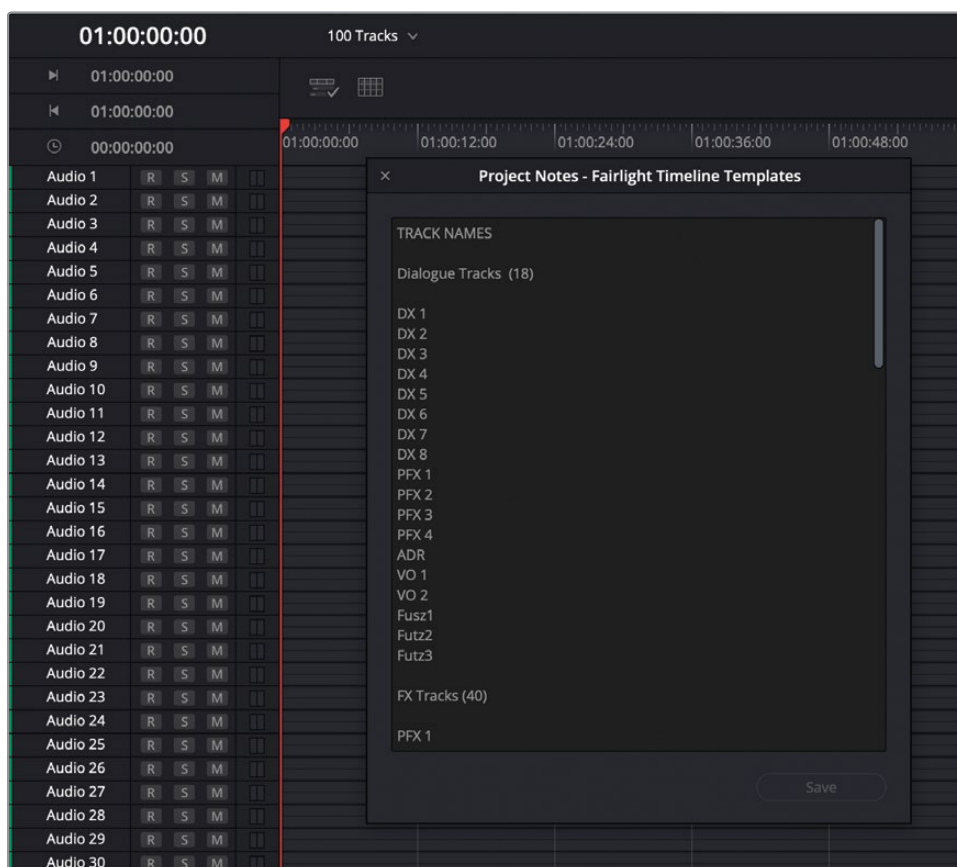 01:00:00:00
100 Tracks
01:00:00:00
01:00:00:00
00:00:00:00
01:00:00:00 01:00:12:00 01:00:24:00 01:00:36:00 01:00:48:00
Audio 1 R S M
Audio 2 R S M
Audio 3 R S M
Audio 4 R S M
Audio 5 R S M
Audio 6 R S M
Audio 7 R S M
Audio 8 R S M
Audio 9 R S M
Audio 10 R S M
Audio 11 R S M
Audio 12 R S M
Audio 13 R S M
Audio 14 R S M
Audio 15 R S M
Audio 16 R S M
Audio 17 R S M
Audio 18 R S M
Audio 19 R S M
Audio 20 R S M
Audio 21 R S M
Audio 22 R S M
Audio 23 R S M
Audio 24 R S M
Audio 25 R S M
Audio 26 R S M
Audio 27 R S M
Audio 28 R S M
Audio 29 R S M
Audio 30 R S M
Project Notes - Fairlight Timeline Templates
TRACK NAMES
Dialogue Tracks (18)
DX 1
DX 2
DX 3
DX 4
DX 5
DX 6
DX 7
DX 8
PFX 1
PFX 2
PFX 3
PFX 4
ADR
VO 1
VO 2
Fusz1
Futz2
Futz3
FX Tracks (40)
PFX 1
Save